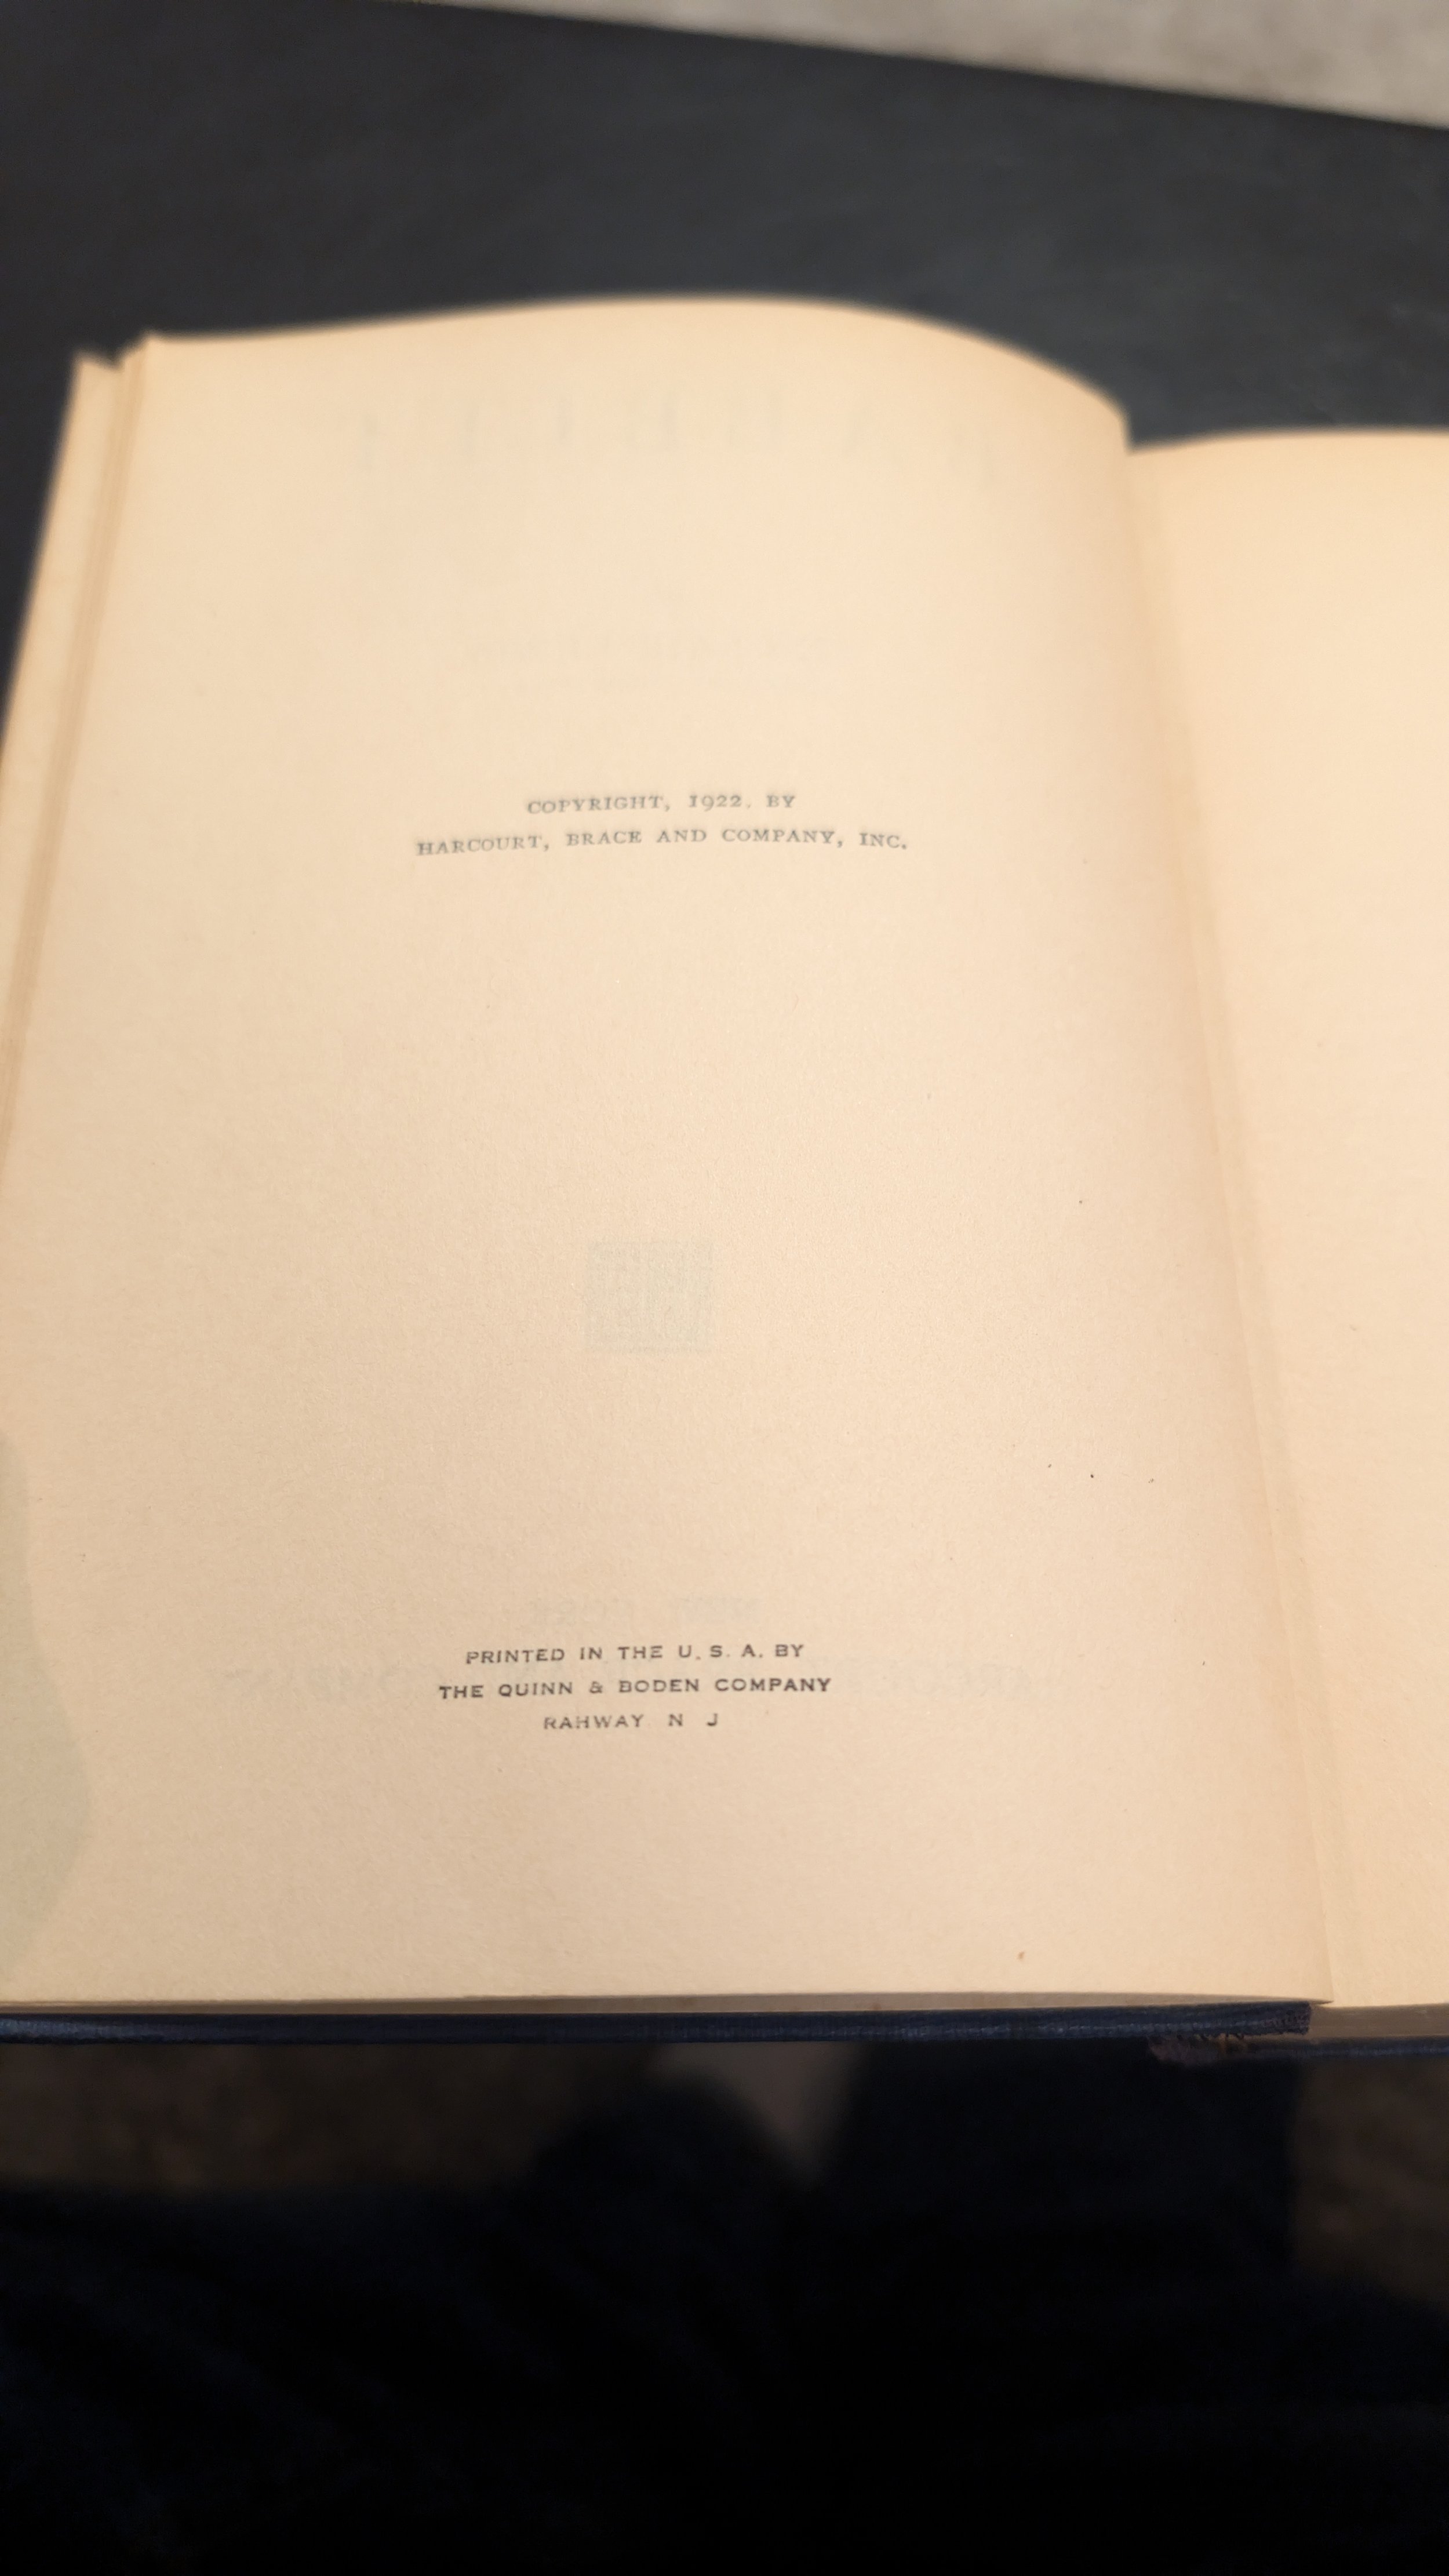 COPYRIGHT, 1922, BY
HARCOURT, BRACE AND COMPANY, INC.
PRINTED IN THE U. S. A. BY
THE QUINN & BODEN COMPANY
RAHWAY N J